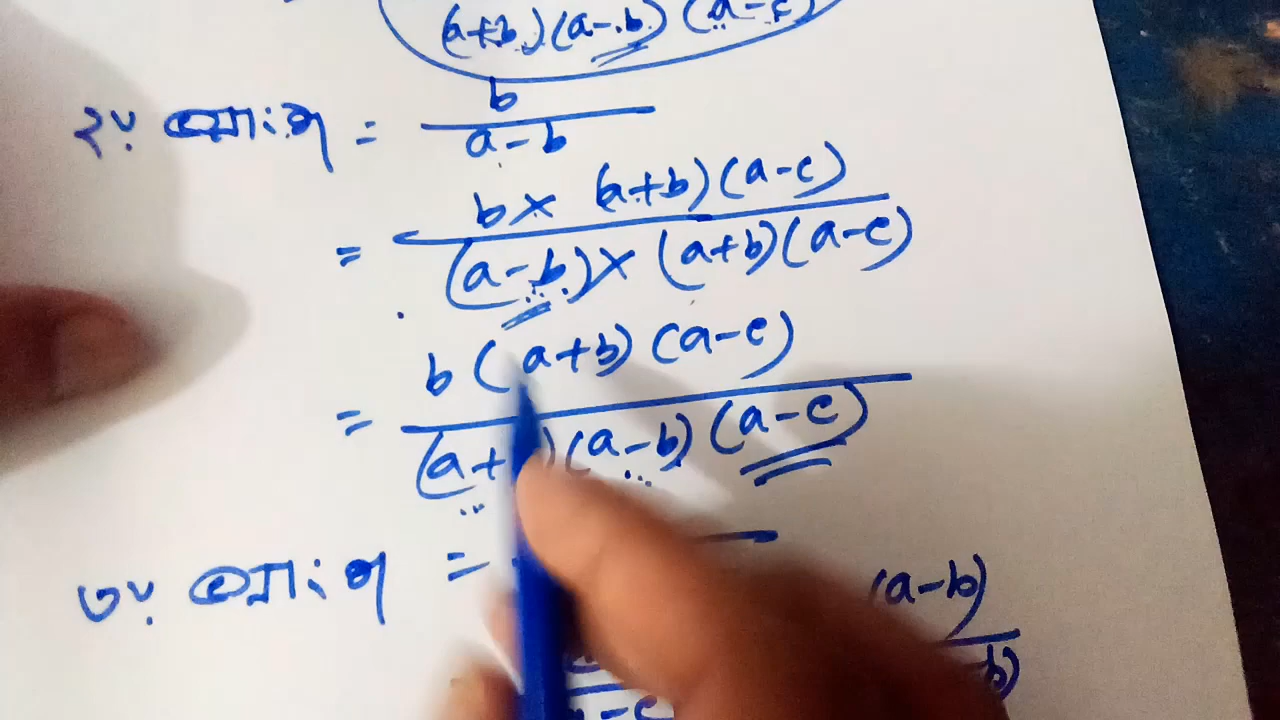 (a+b)(a-b)(a-c)
২য় ভগ্নাংশ = b / a-b
= b × (a+b)(a-c) / (a-b) × (a+b)(a-c)
= b (a+b) (a-c) / (a+ )(a-b) (a-c)
৩য় ভগ্নাংশ =
(a-b)
b)
a-c